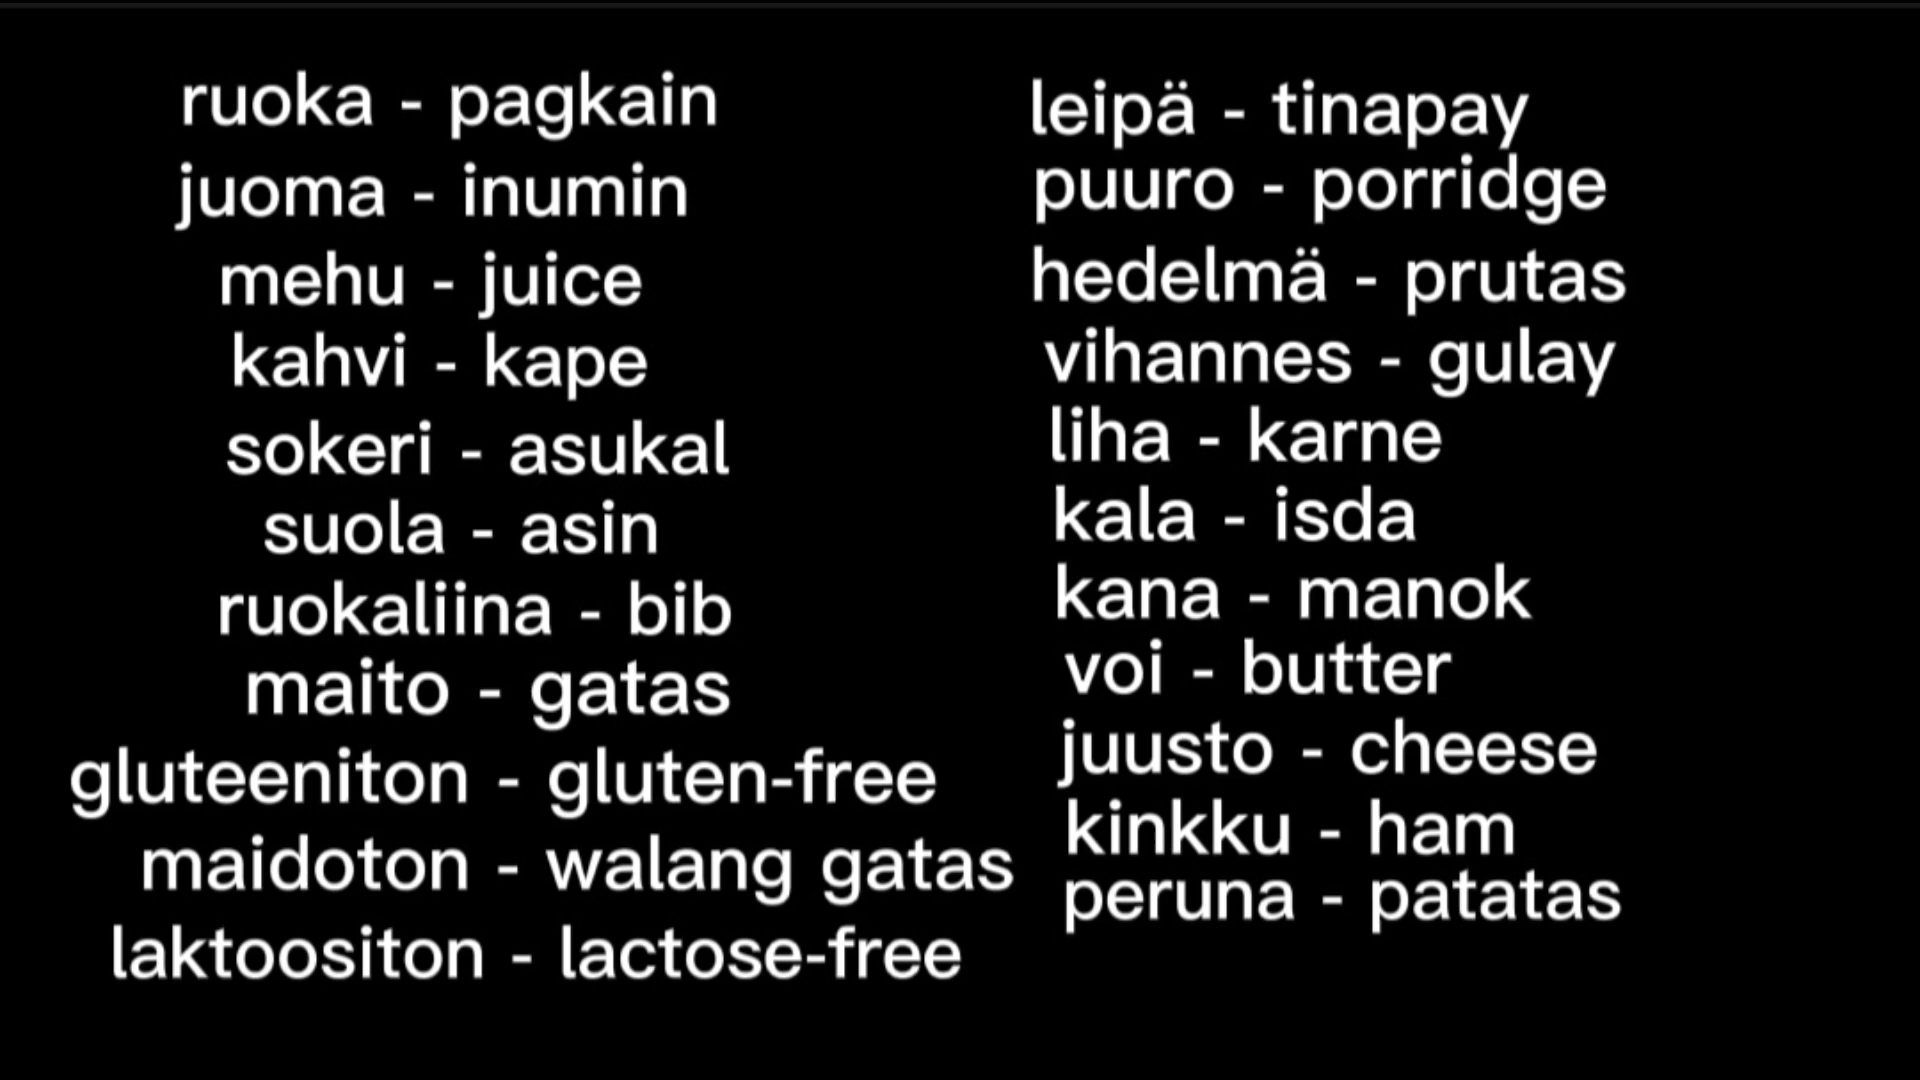 ruoka - pagkain
juoma - inumin
mehu - juice
kahvi - kape
sokeri - asukal
suola - asin
ruokaliina - bib
maito - gatas
gluteeniton - gluten-free
maidoton - walang gatas
laktoositon - lactose-free
leipä - tinapay
puuro - porridge
hedelmä - prutas
vihannes - gulay
liha - karne
kala - isda
kana - manok
voi - butter
juusto - cheese
kinkku - ham
peruna - patatas